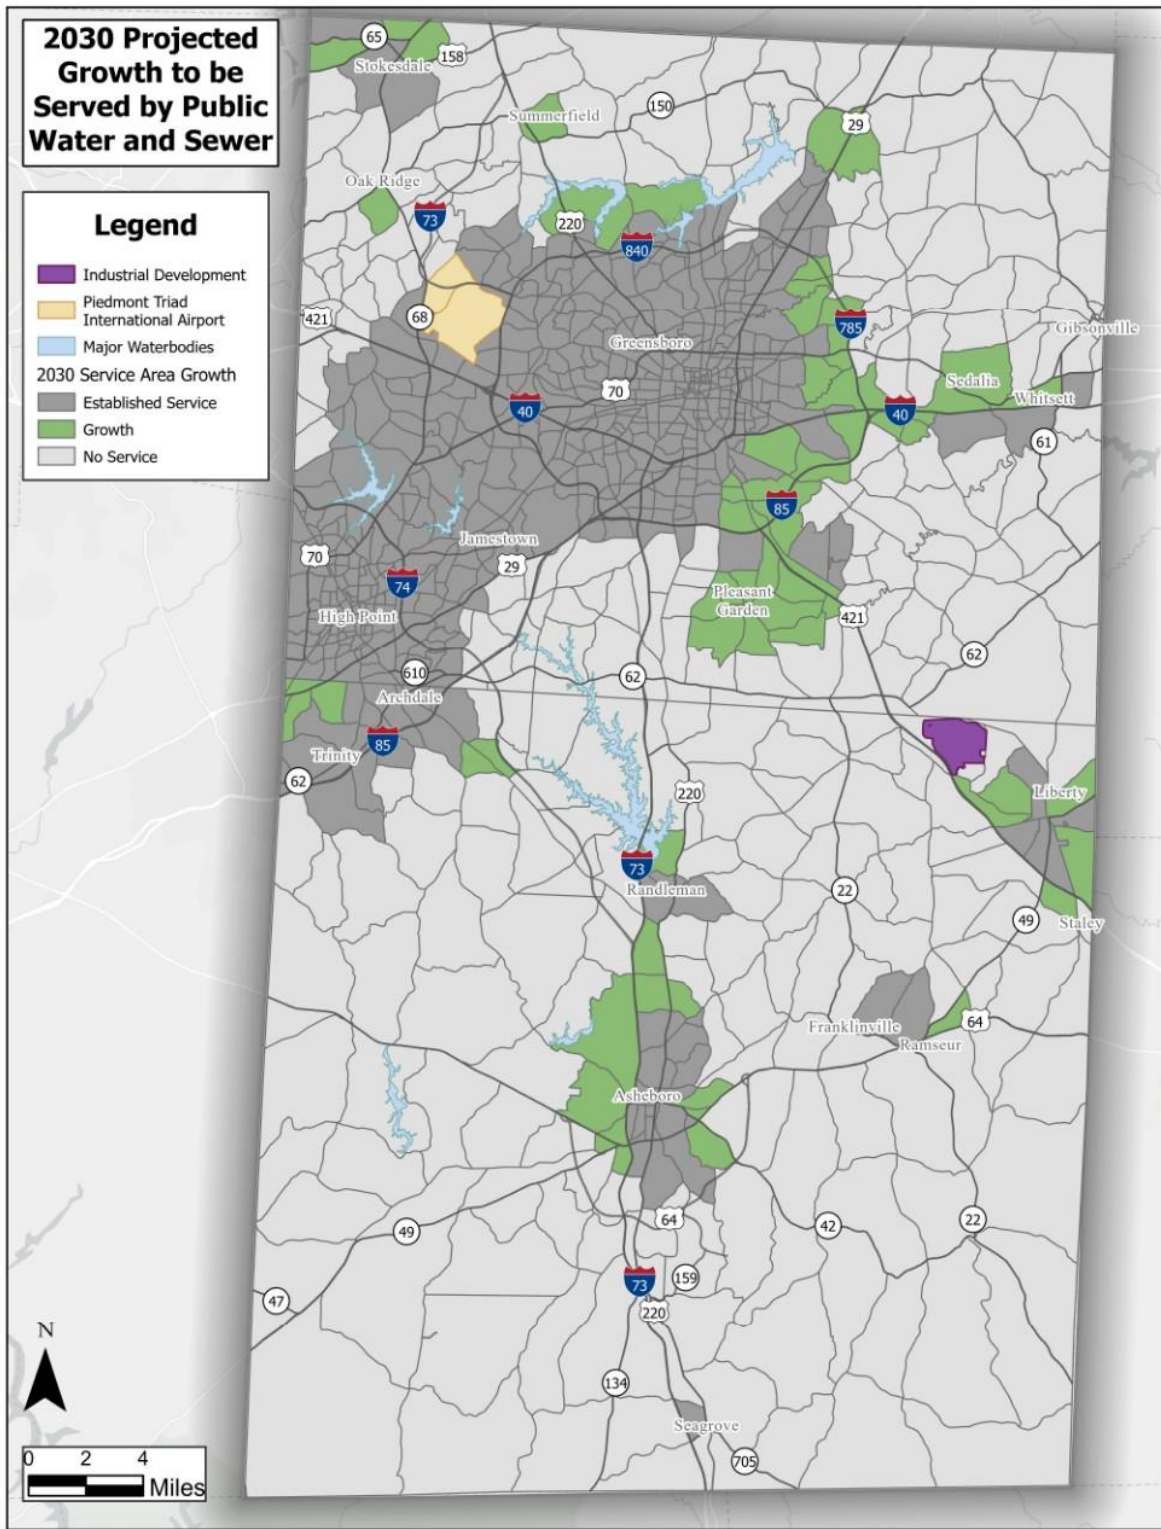 2030 Projected
Growth to be
Served by Public
Water and Sewer
Legend
Industrial Development
Piedmont Triad
International Airport
Major Waterbodies
2030 Service Area Growth
Established Service
Growth
No Service
65
Stokesdale
158
Summerfield
150
29
Oak Ridge
73
220
840
421
68
785
Gibsonville
Greensboro
70
Sedalia
Whitsett
40
40
61
85
Jamestown
70
29
74
Pleasant
Garden
High Point
421
62
610
62
Archdale
85
Trinity
62
220
Liberty
73
Randleman
22
49
Staley
Franklinville
64
Ramseur
Asheboro
64
49
42
22
73
159
47
220
134
Seagrove
705
N
0 2 4
Miles